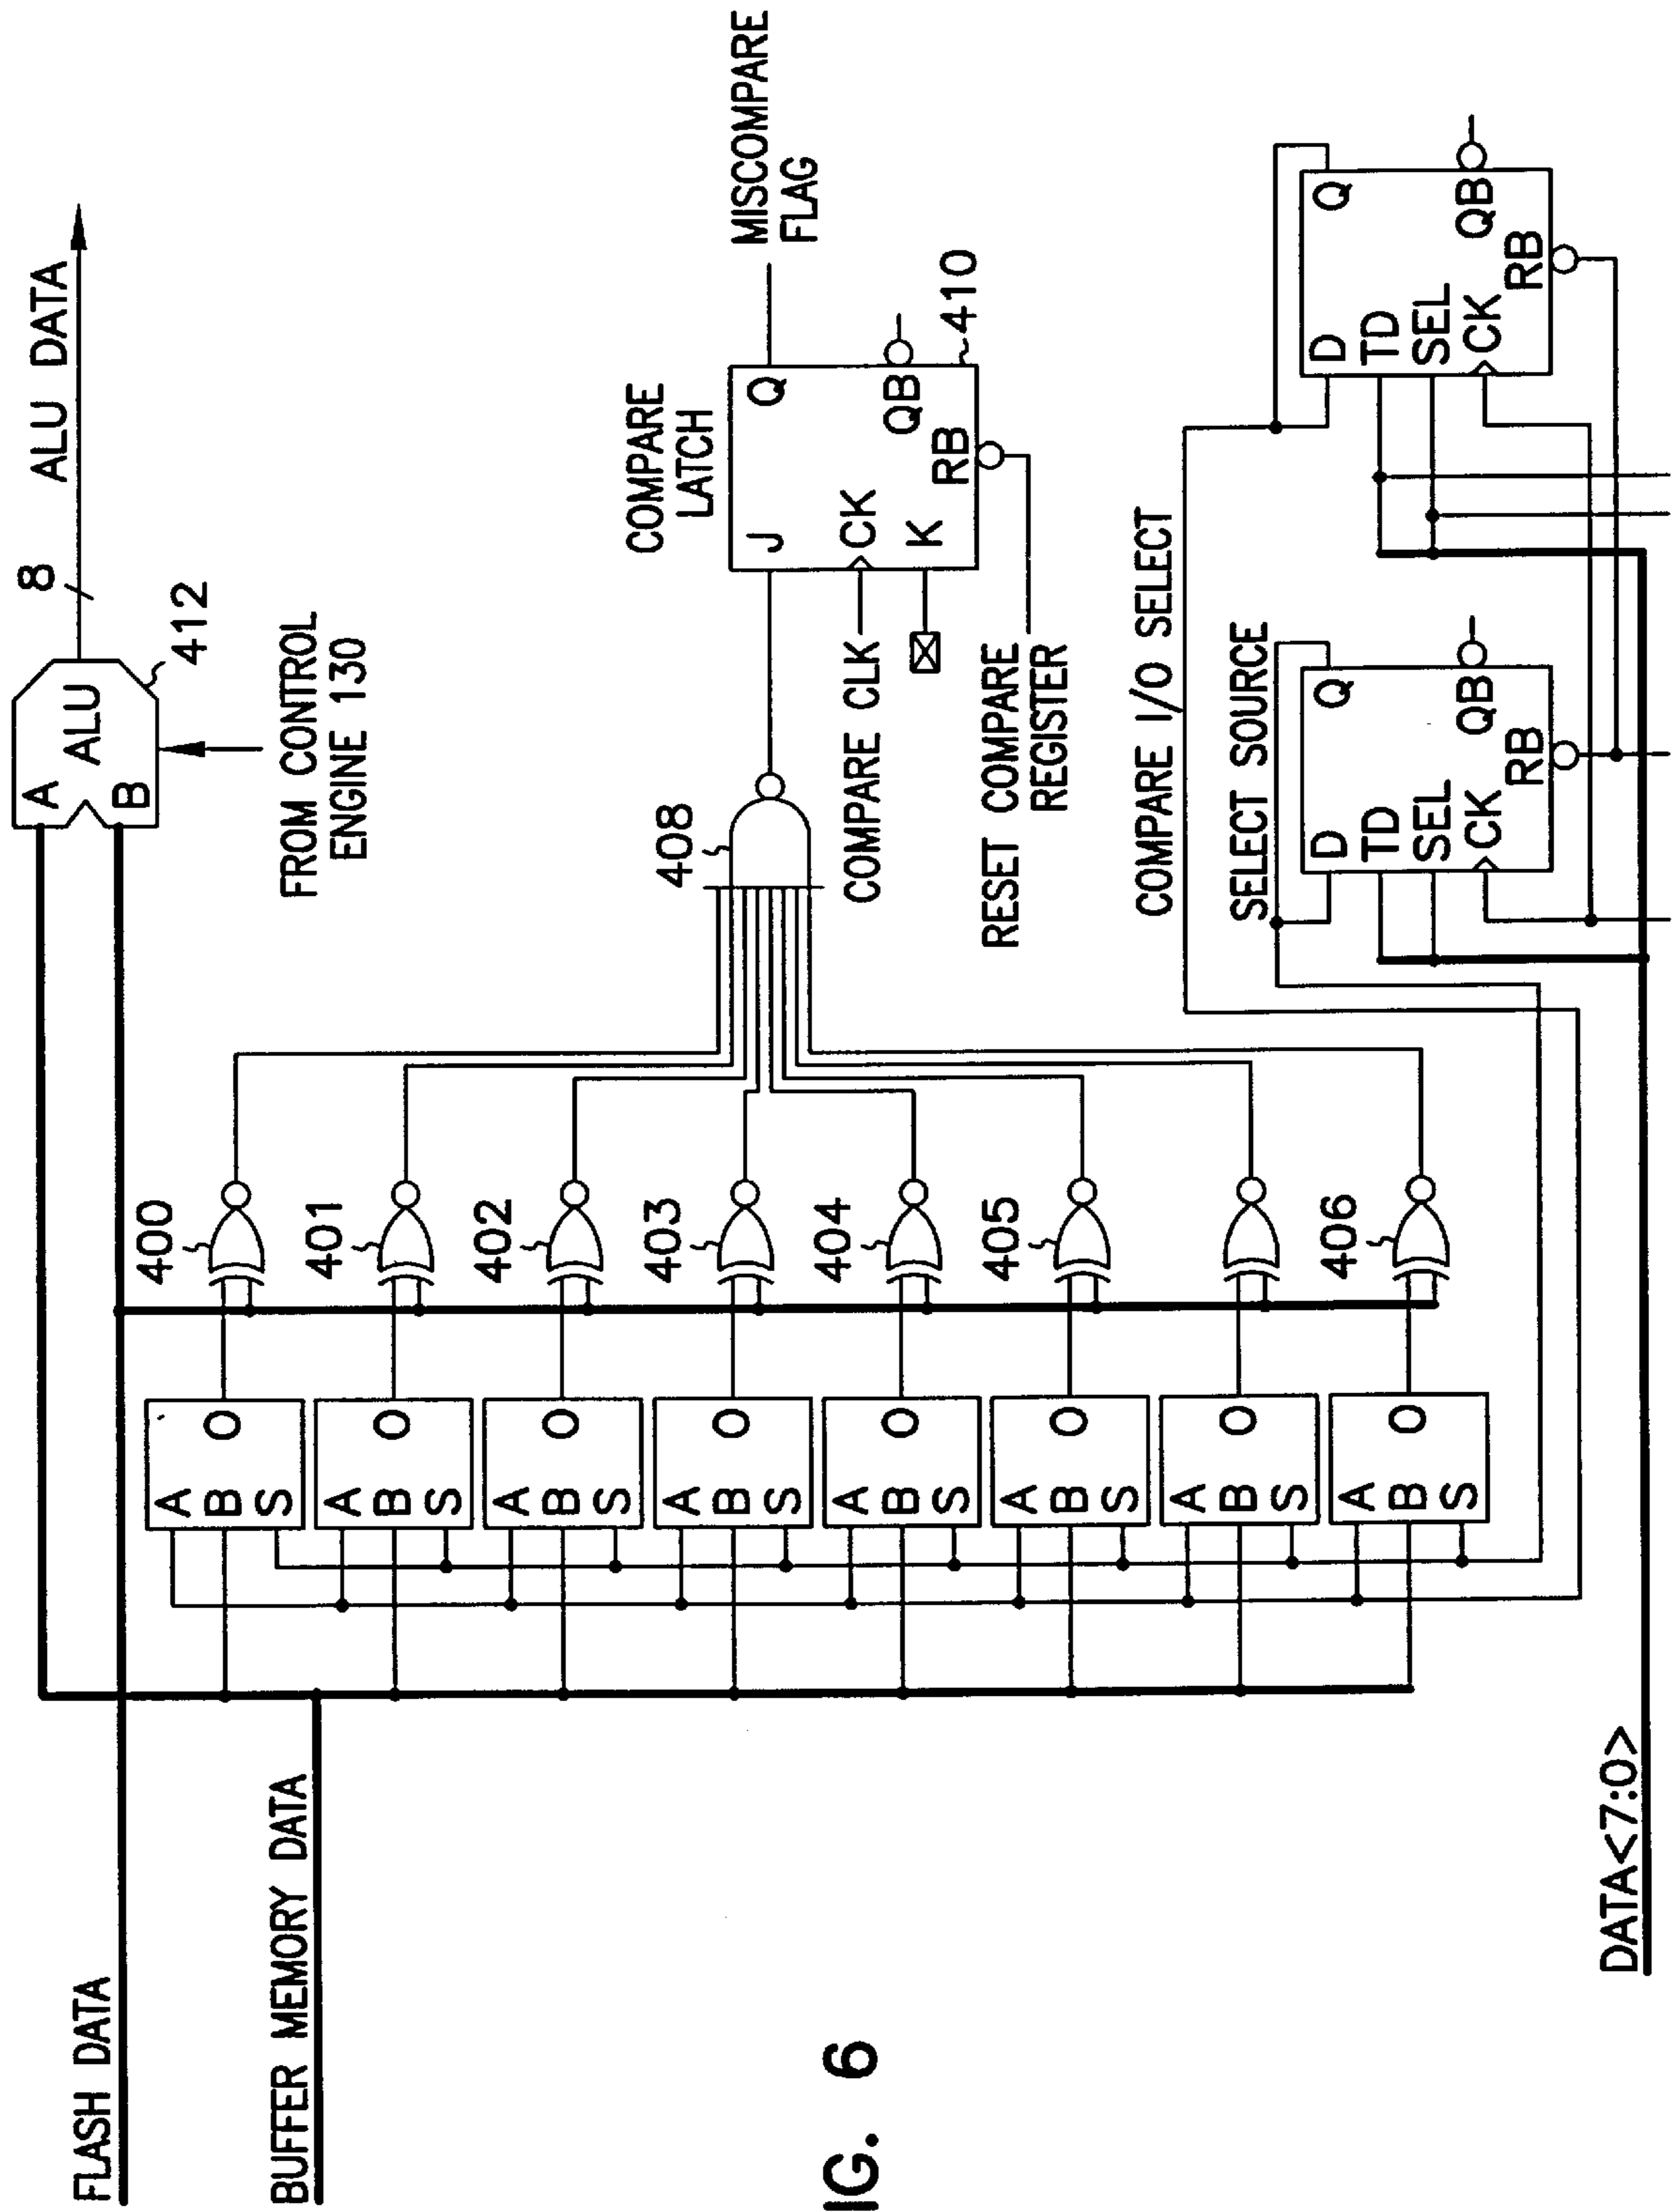 FLASH DATA
BUFFER MEMORY DATA
ALU DATA
8
A
ALU
B
412
FROM CONTROL
ENGINE 130
400
401
402
403
404
405
406
A
B
S
O
A
B
S
O
A
B
S
O
A
B
S
O
A
B
S
O
A
B
S
O
A
B
S
O
A
B
S
O
408
COMPARE
LATCH
J
Q
CK
QB
K
RB
410
MISCOMPARE
FLAG
COMPARE CLK
RESET COMPARE
REGISTER
COMPARE I/O SELECT
SELECT SOURCE
D
Q
TD
SEL
QB
CK
RB
D
Q
TD
SEL
QB
CK
RB
DATA<7:0>
IG. 6